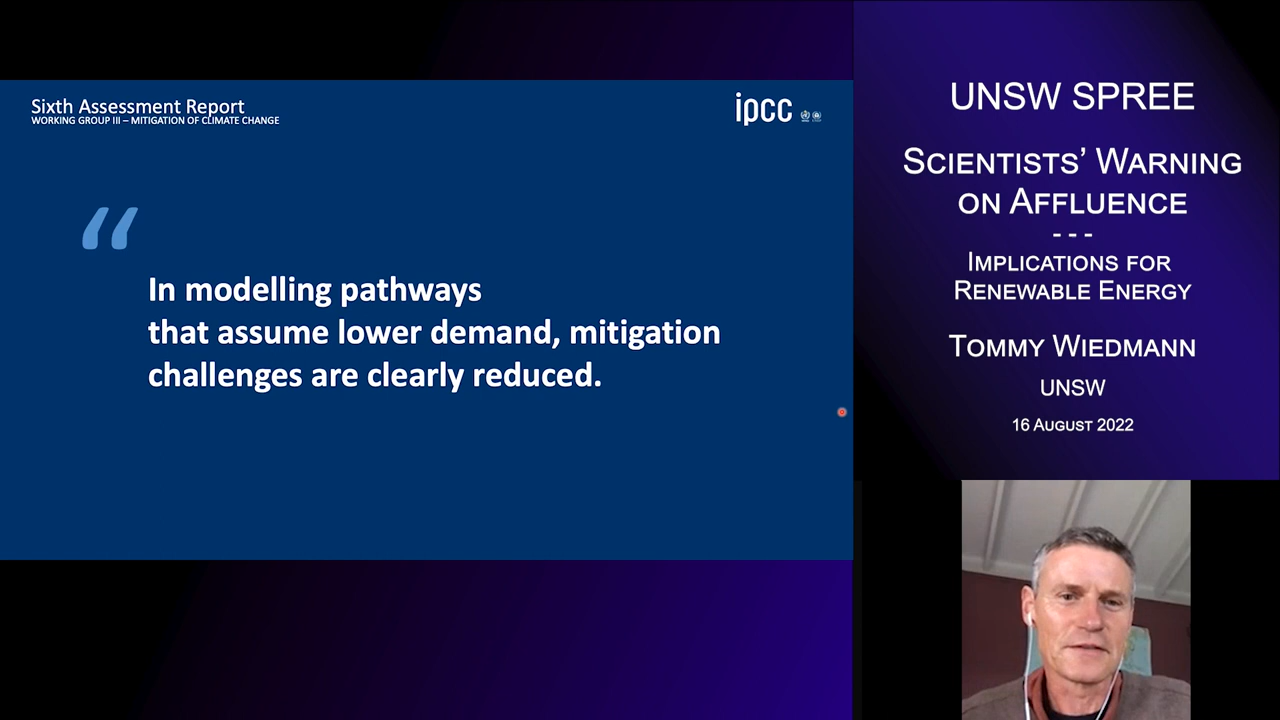 Sixth Assessment Report
WORKING GROUP III – MITIGATION OF CLIMATE CHANGE
ipcc
“
In modelling pathways
that assume lower demand, mitigation
challenges are clearly reduced.
UNSW SPREE
Scientists’ Warning
on Affluence
---
Implications for
Renewable Energy
Tommy Wiedmann
UNSW
16 August 2022